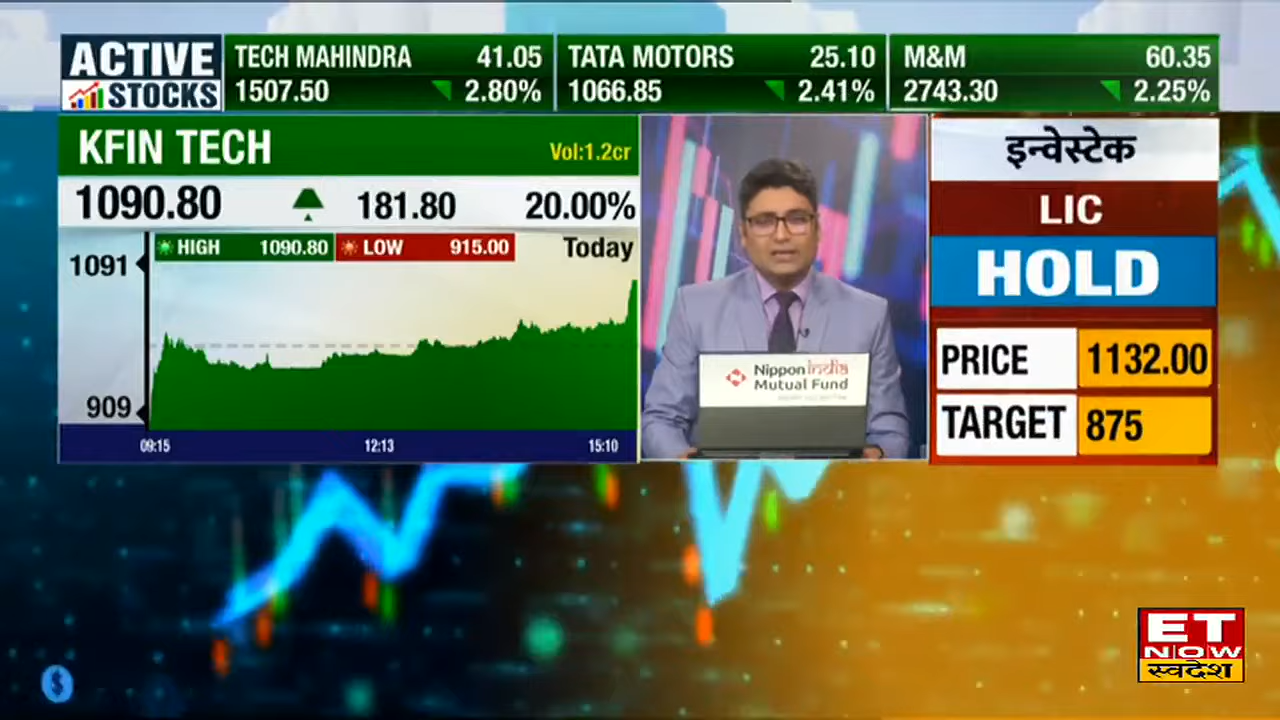 ACTIVE
STOCKS
TECH MAHINDRA 41.05
1507.50 2.80%
TATA MOTORS 25.10
1066.85 2.41%
M&M 60.35
2743.30 2.25%
KFIN TECH Vol:1.2cr
1090.80 181.80 20.00%
HIGH 1090.80 LOW 915.00 Today
1091
909
09:15 12:13 15:10
Nippon India
Mutual Fund
इन्वेस्टेक
LIC
HOLD
PRICE 1132.00
TARGET 875
ET
NOW
स्वदेश
$